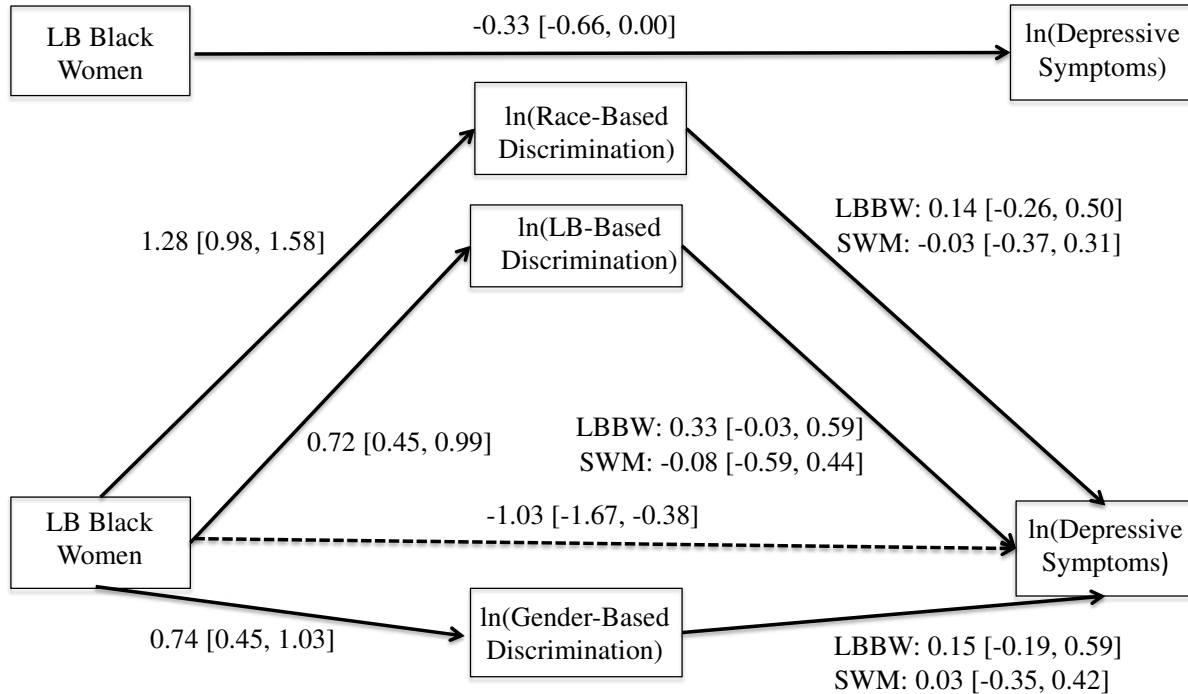 -0.33 [-0.66, 0.00]
LB Black
Women
ln(Depressive
Symptoms)
ln(Race-Based
Discrimination)
LBBW: 0.14 [-0.26, 0.50]
SWM: -0.03 [-0.37, 0.31]
1.28 [0.98, 1.58]
ln(LB-Based
Discrimination)
0.72 [0.45, 0.99]
LBBW: 0.33 [-0.03, 0.59]
SWM: -0.08 [-0.59, 0.44]
-1.03 [-1.67, -0.38]
LB Black
Women
ln(Depressive
Symptoms)
0.74 [0.45, 1.03]
ln(Gender-Based
Discrimination)
LBBW: 0.15 [-0.19, 0.59]
SWM: 0.03 [-0.35, 0.42]